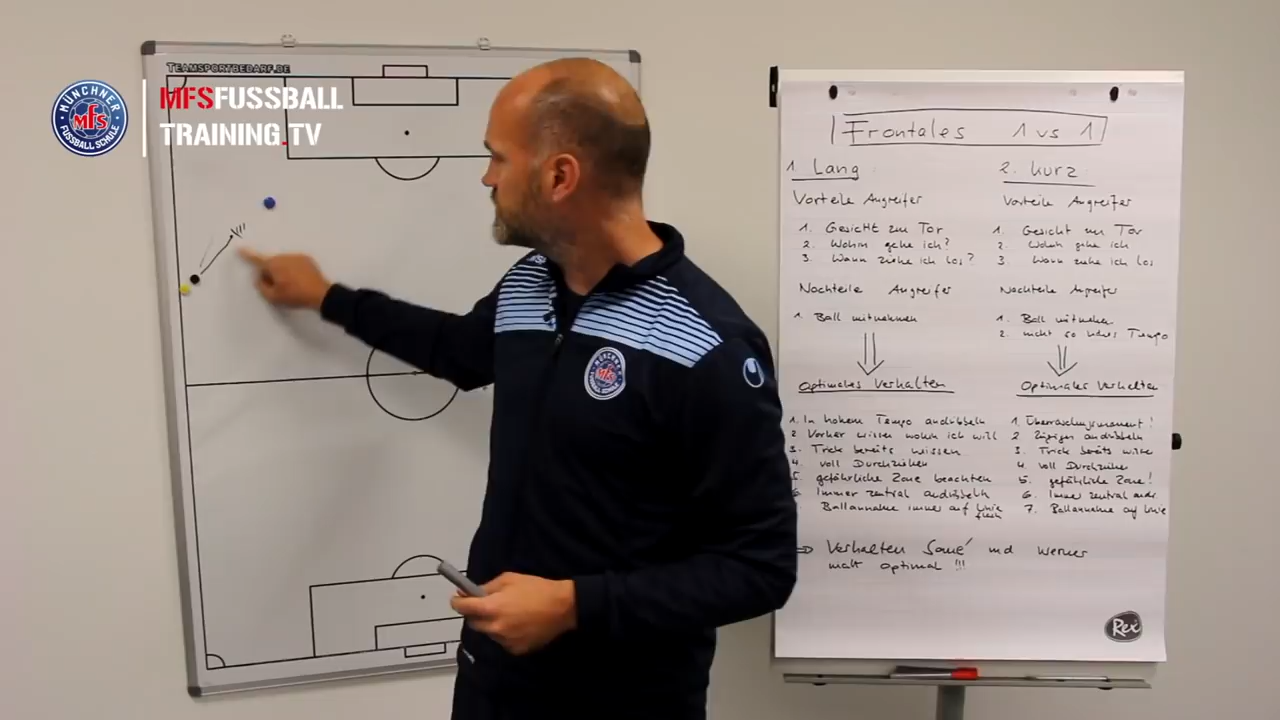 TEAMSPORTBEDARF.DE
MÜNCHNER
MFS
FUSSBALL SCHULE
MFSFUSSBALL
TRAINING.TV
MÜNCHNER
MFS
Frontales 1 vs 1
1. Lang
Vorteile Angreifer
1. Gesicht zum Tor
2. Wohin gehe ich?
3. Wann ziehe ich los?
Nachteile Angreifer
1. Ball mitnehmen
Optimales Verhalten
1. In hohem Tempo andribbeln
2 Vorher wissen wohin ich will
3. Trick bereits wissen
4. voll Durchziehen
5. gefährliche Zone beachten
6 Immer zentral andribbeln
Ballannahme immer auf Linie
2. kurz
Vorteile Angreifer
1. Gesicht zum Tor
2. Wohin gehe ich
3. Wann ziehe ich los
Nachteile Agreifer
1. Ball mitnehmen
2. nicht so hohes Tempo
Optimales Verhalten
1. Überraschungsmoment!
2 Zügiges andribbeln
3. Trick bereits wissen
4 voll Durchziehen
5. gefährliche Zone!
6. Immer zentral andri
7. Ballannahme auf Linie
⇒ Verhalten Sané und Werner
nicht optimal !!!
Rex